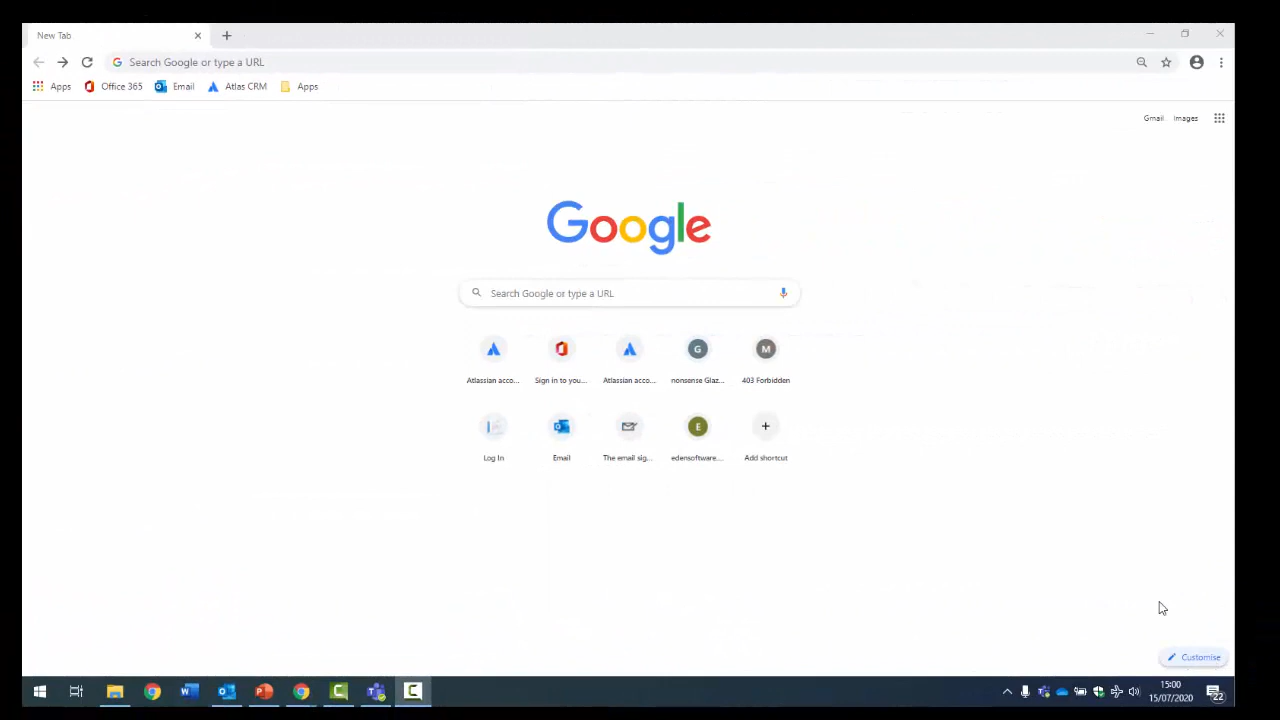 New Tab
Search Google or type a URL
Apps Office 365 Email Atlas CRM Apps
Gmail Images
Google
Search Google or type a URL
Atlassian acco... Sign in to you... Atlassian acco... G nonsense Glaz... M 403 Forbidden
Log In Email The email sig... E edensoftware.... Add shortcut
Customise
15:00
15/07/2020
22